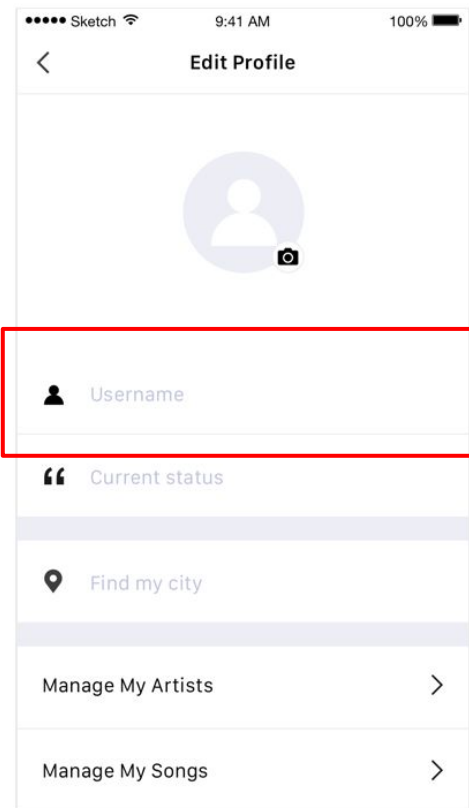 Sketch 9:41 AM 100%
Edit Profile
Username
Current status
Find my city
Manage My Artists
Manage My Songs